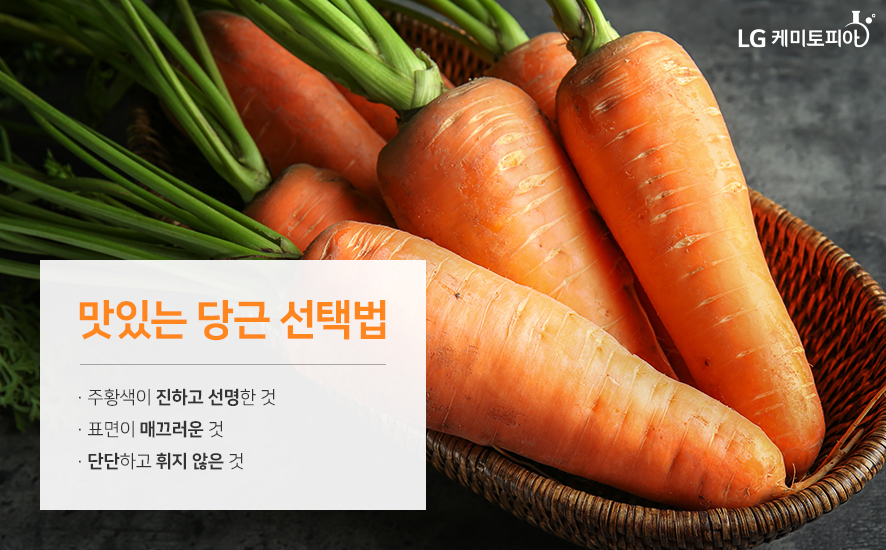 LG 케미토피아
맛있는 당근 선택법
· 주황색이 진하고 선명한 것
· 표면이 매끄러운 것
· 단단하고 휘지 않은 것